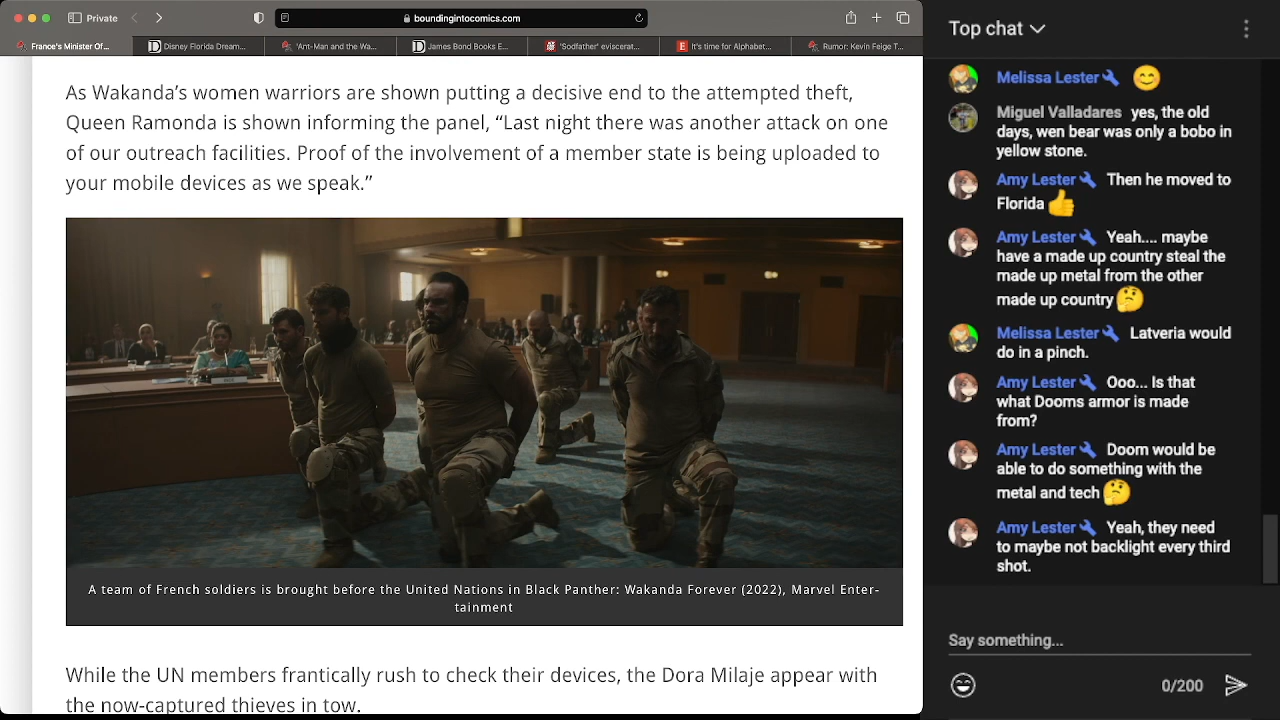 Private
boundingintocomics.com
France's Minister Of...
Disney Florida Dream...
'Ant-Man and the Wa...
James Bond Books E...
'Sodfather' eviscerat...
It's time for Alphabet...
Rumor: Kevin Feige T...
As Wakanda's women warriors are shown putting a decisive end to the attempted theft,
Queen Ramonda is shown informing the panel, “Last night there was another attack on one
of our outreach facilities. Proof of the involvement of a member state is being uploaded to
your mobile devices as we speak.”
A team of French soldiers is brought before the United Nations in Black Panther: Wakanda Forever (2022), Marvel Enter-
tainment
While the UN members frantically rush to check their devices, the Dora Milaje appear with
the now-captured thieves in tow.
Top chat
Melissa Lester 😊
Miguel Valladares yes, the old
days, wen bear was only a bobo in
yellow stone.
Amy Lester Then he moved to
Florida 👍
Amy Lester Yeah.... maybe
have a made up country steal the
made up metal from the other
made up country 🤔
Melissa Lester Latveria would
do in a pinch.
Amy Lester Ooo... Is that
what Dooms armor is made
from?
Amy Lester Doom would be
able to do something with the
metal and tech 🤔
Amy Lester Yeah, they need
to maybe not backlight every third
shot.
Say something...
0/200